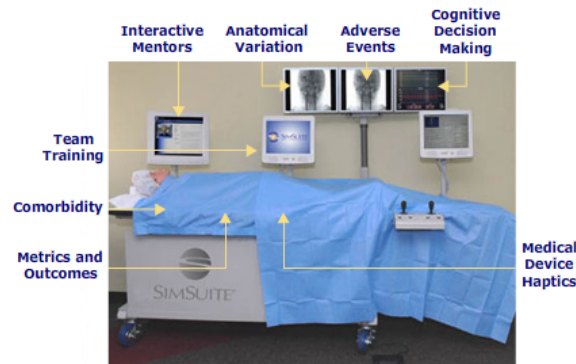 Interactive
Mentors
Anatomical
Variation
Adverse
Events
Cognitive
Decision
Making
Team
Training
SIMSUITE
Comorbidity
Metrics and
Outcomes
Medical
Device
Haptics
SIMSUITE™